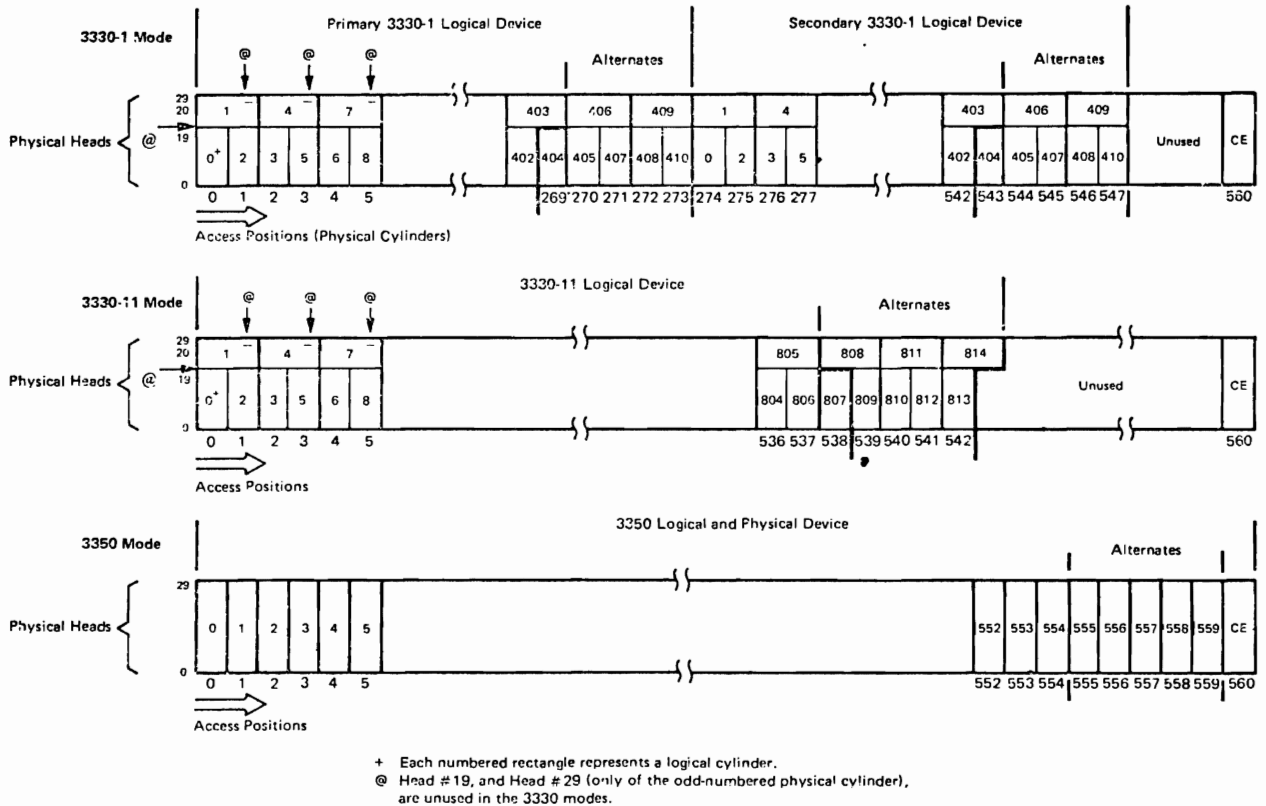 Primary 3330-1 Logical Device Secondary 3330-1 Logical Device
3330-1 Mode
@ @ @ Alternates Alternates
29 1 – 4 – 7 – 403 406 409 1 4 403 406 409
20
Physical Heads @ Unused CE
19
0+ 2 3 5 6 8 402 404 405 407 408 410 0 2 3 5 402 404 405 407 408 410
0
0 1 2 3 4 5 269 270 271 272 273 274 275 276 277 542 543 544 545 546 547 560
Access Positions (Physical Cylinders)
3330-11 Logical Device
3330-11 Mode
@ @ @ Alternates
29 1 – 4 – 7 – 805 808 811 814
20
Physical Heads @ Unused CE
19
0+ 2 3 5 6 8 804 806 807 809 810 812 813
0 1 2 3 4 5 536 537 538 539 540 541 542 560
Access Positions
3350 Logical and Physical Device
3350 Mode
Alternates
29
Physical Heads 0 1 2 3 4 5 552 553 554 555 556 557 558 559 CE
0
0 1 2 3 4 5 552 553 554 555 556 557 558 559 560
Access Positions
+ Each numbered rectangle represents a logical cylinder.
@ Head #19, and Head #29 (only of the odd-numbered physical cylinder),
are unused in the 3330 modes.